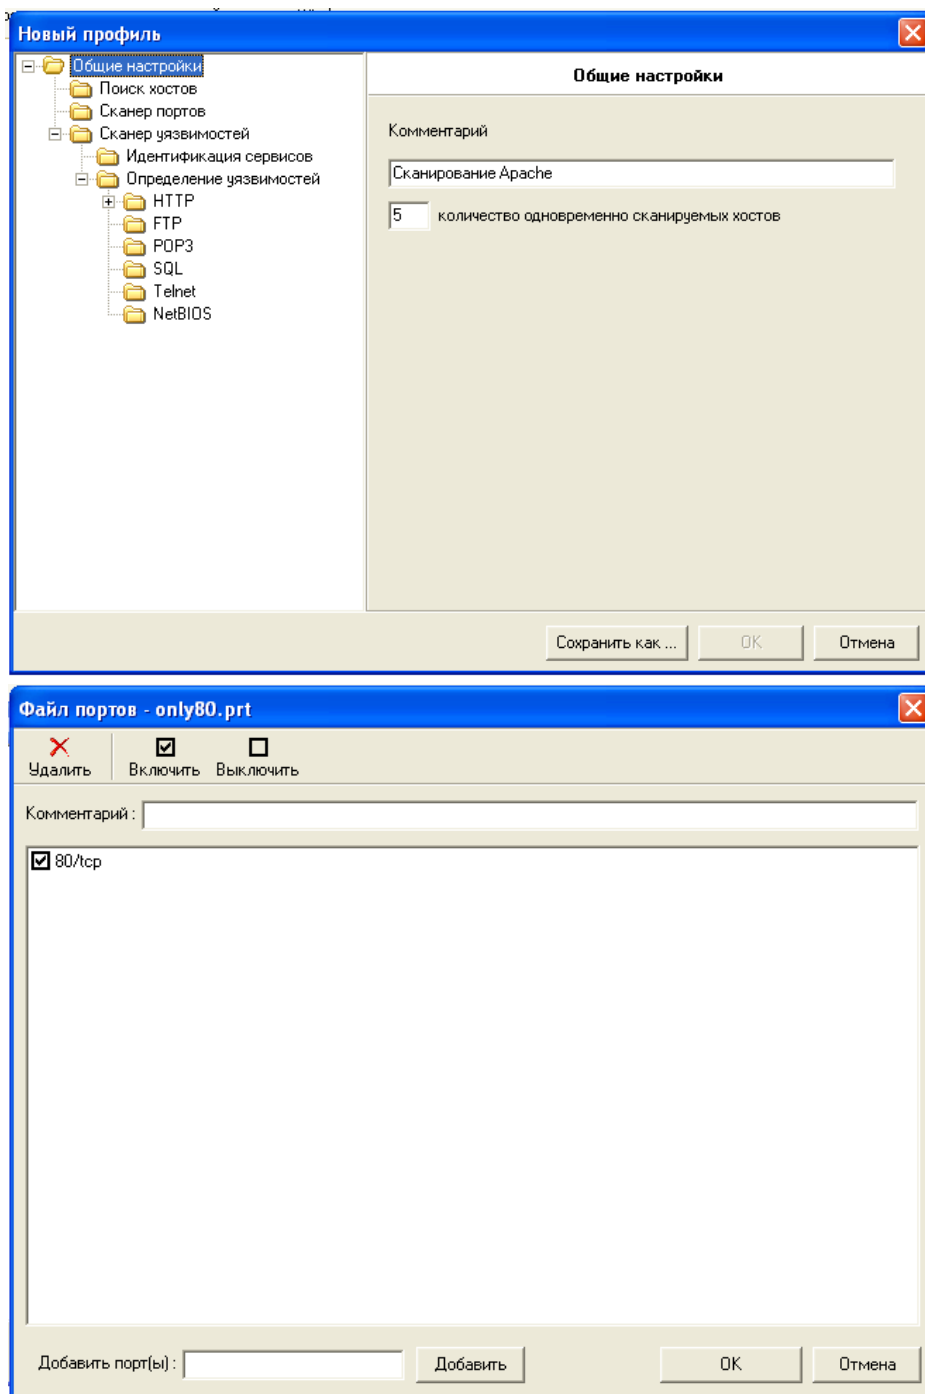 Новый профиль
Общие настройки
Поиск хостов
Сканер портов
Сканер уязвимостей
Идентификация сервисов
Определение уязвимостей
HTTP
FTP
POP3
SQL
Telnet
NetBIOS
Общие настройки
Комментарий
Сканирование Apache
5 количество одновременно сканируемых хостов
Сохранить как ... OK Отмена
Файл портов - only80.prt
Удалить Включить Выключить
Комментарий :
80/tcp
Добавить порт(ы) : Добавить OK Отмена